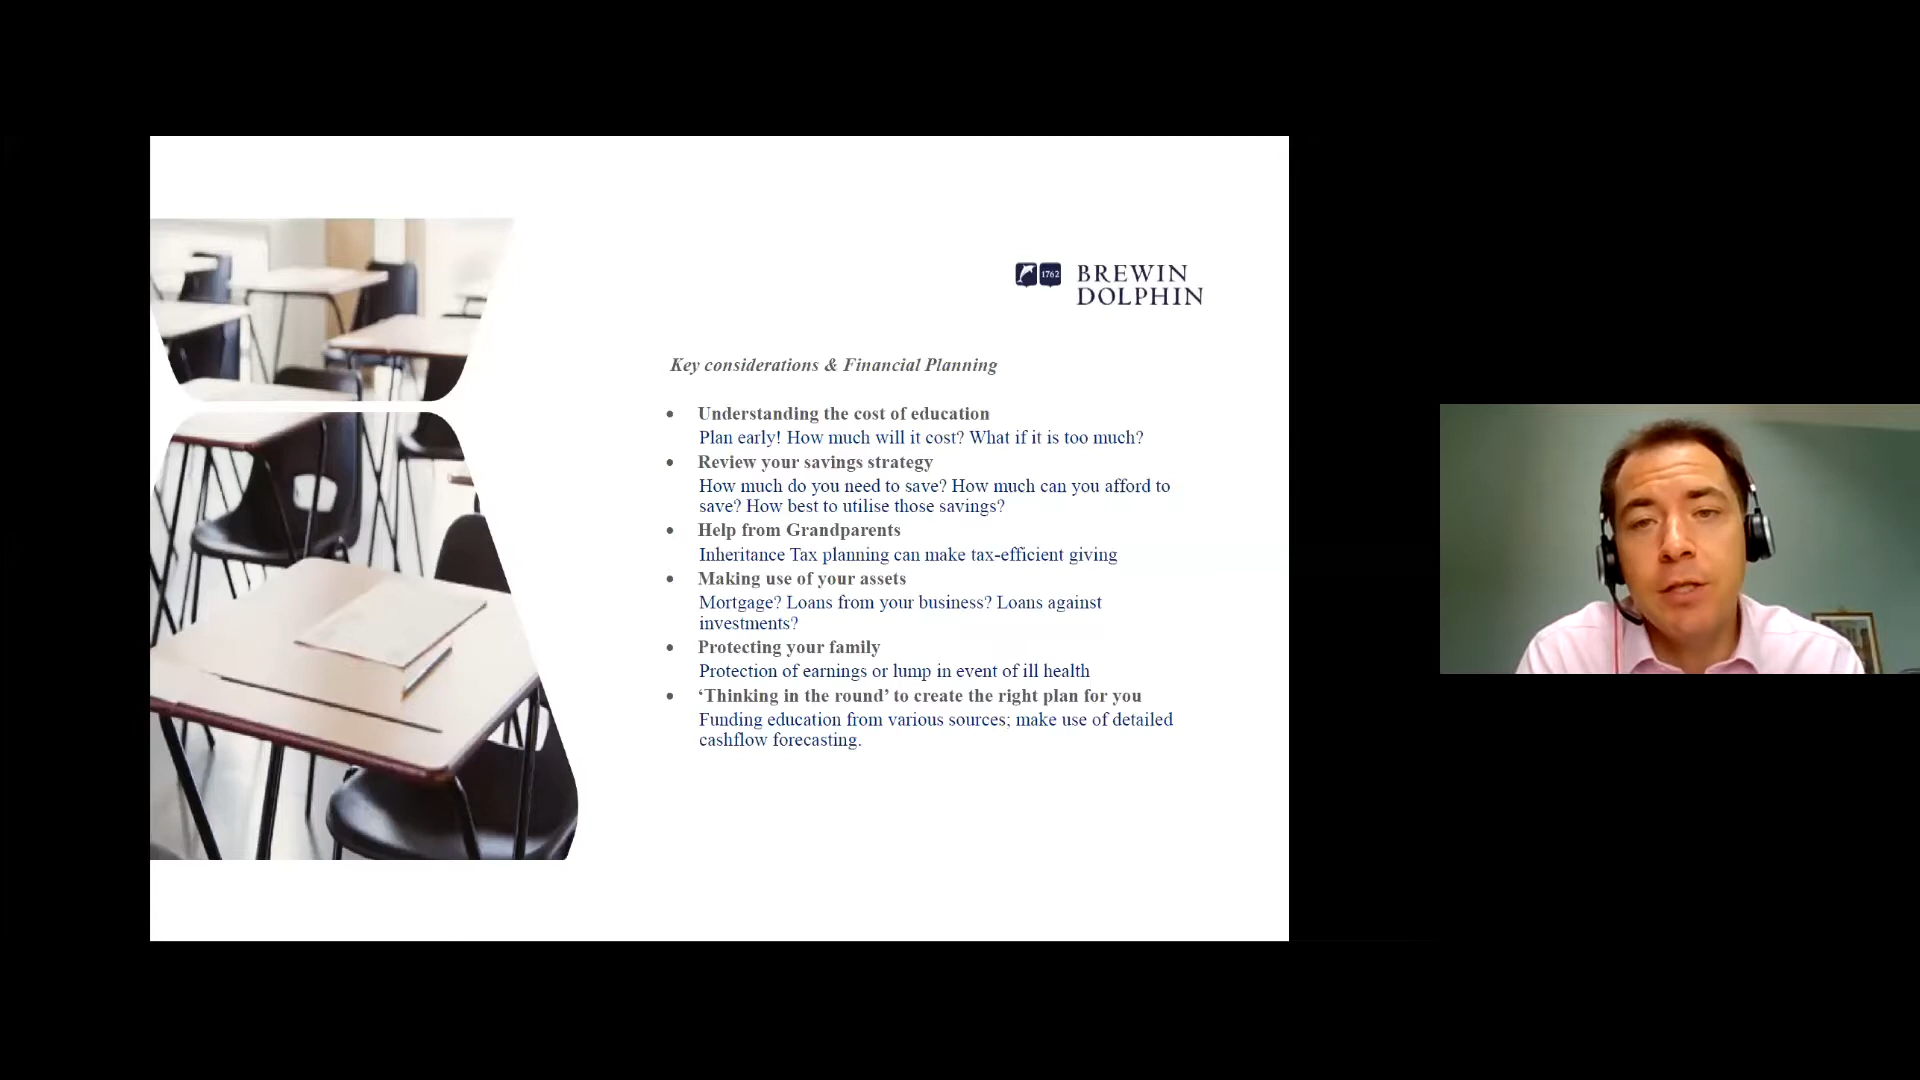 1762
BREWIN
DOLPHIN
Key considerations & Financial Planning
• Understanding the cost of education
Plan early! How much will it cost? What if it is too much?
• Review your savings strategy
How much do you need to save? How much can you afford to
save? How best to utilise those savings?
• Help from Grandparents
Inheritance Tax planning can make tax-efficient giving
• Making use of your assets
Mortgage? Loans from your business? Loans against
investments?
• Protecting your family
Protection of earnings or lump in event of ill health
• ‘Thinking in the round’ to create the right plan for you
Funding education from various sources; make use of detailed
cashflow forecasting.